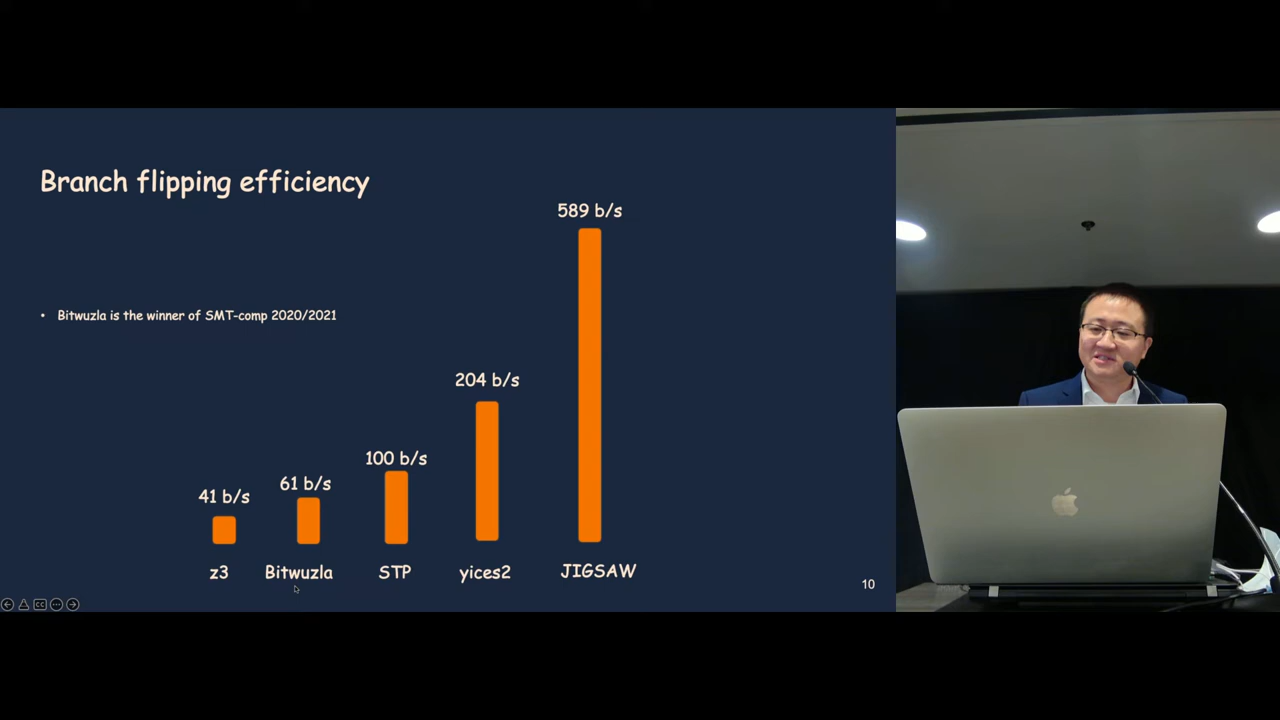 Branch flipping efficiency
589 b/s
• Bitwuzla is the winner of SMT-comp 2020/2021
204 b/s
100 b/s
61 b/s
41 b/s
z3 Bitwuzla STP yices2 JIGSAW
10
CC